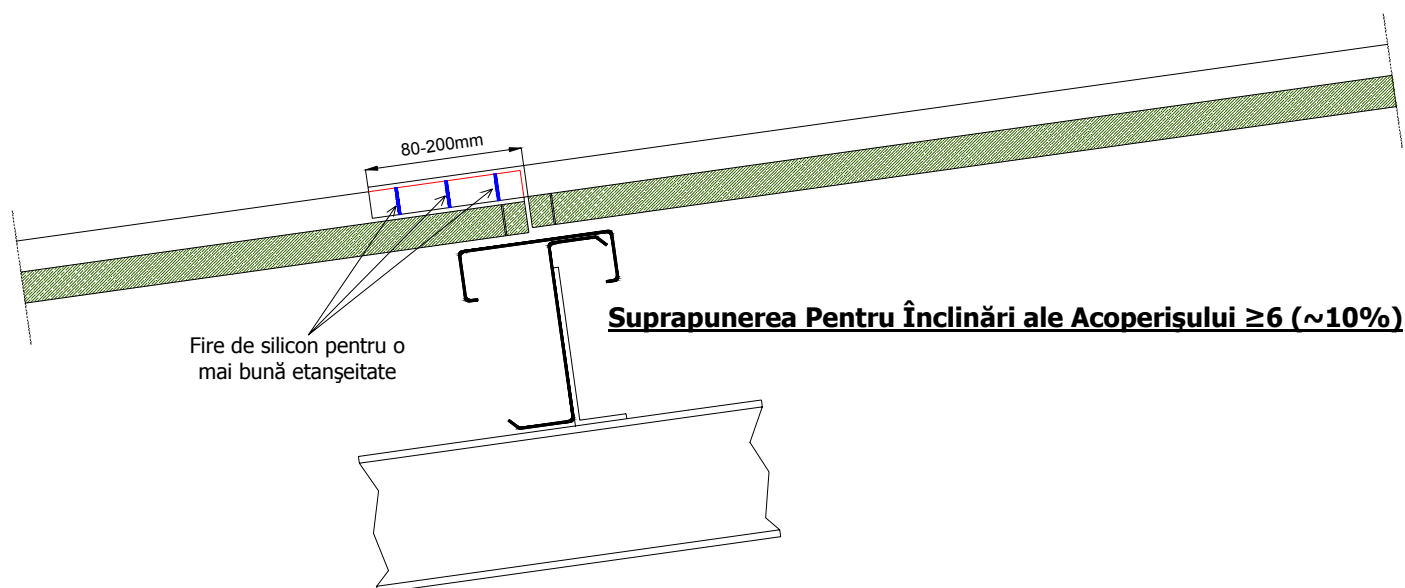 80-200mm
Suprapunerea Pentru Înclinări ale Acoperişului ≥6 (~10%)
Fire de silicon pentru o
mai bună etanşeitate